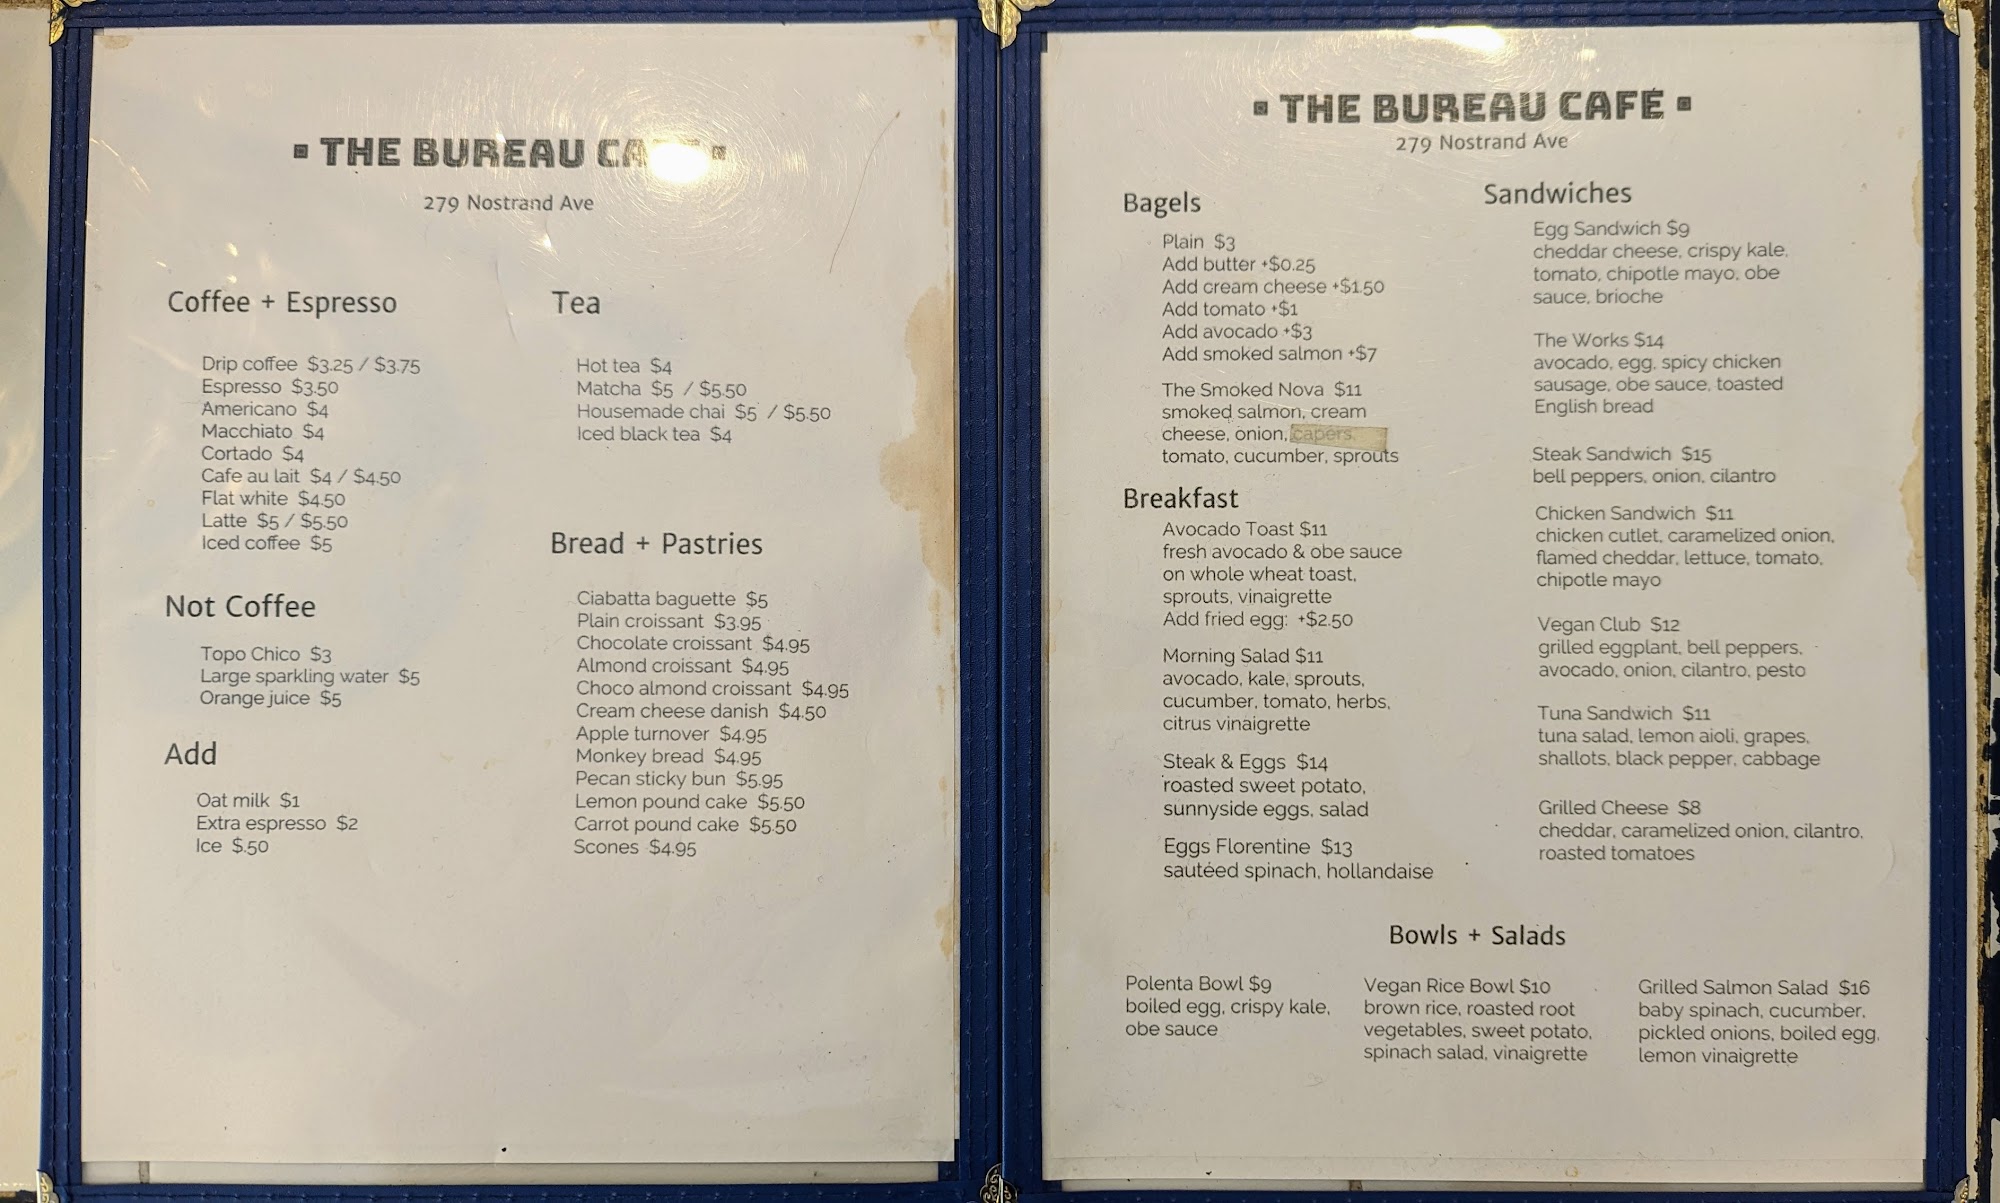 THE BUREAU CA
279 Nostrand Ave
Coffee + Espresso
Drip coffee $3.25 / $3.75
Espresso $3.50
Americano $4
Macchiato $4
Cortado $4
Cafe au lait $4 / $4.50
Flat white $4.50
Latte $5 / $5.50
Iced coffee $5
Not Coffee
Topo Chico $3
Large sparkling water $5
Orange juice $5
Add
Oat milk $1
Extra espresso $2
Ice $.50
Tea
Hot tea $4
Matcha $5 / $5.50
Housemade chai $5 / $5.50
Iced black tea $4
Bread + Pastries
Ciabatta baguette $5
Plain croissant $3.95
Chocolate croissant $4.95
Almond croissant $4.95
Choco almond croissant $4.95
Cream cheese danish $4.50
Apple turnover $4.95
Monkey bread $4.95
Pecan sticky bun $5.95
Lemon pound cake $5.50
Carrot pound cake $5.50
Scones $4.95
THE BUREAU CAFÉ
279 Nostrand Ave
Bagels
Plain $3
Add butter +$0.25
Add cream cheese +$1.50
Add tomato +$1
Add avocado +$3
Add smoked salmon +$7
The Smoked Nova $11
smoked salmon, cream
cheese, onion, capers,
tomato, cucumber, sprouts
Breakfast
Avocado Toast $11
fresh avocado & obe sauce
on whole wheat toast,
sprouts, vinaigrette
Add fried egg: +$2.50
Morning Salad $11
avocado, kale, sprouts,
cucumber, tomato, herbs,
citrus vinaigrette
Steak & Eggs $14
roasted sweet potato,
sunnyside eggs, salad
Eggs Florentine $13
sautéed spinach, hollandaise
Sandwiches
Egg Sandwich $9
cheddar cheese, crispy kale,
tomato, chipotle mayo, obe
sauce, brioche
The Works $14
avocado, egg, spicy chicken
sausage, obe sauce, toasted
English bread
Steak Sandwich $15
bell peppers, onion, cilantro
Chicken Sandwich $11
chicken cutlet, caramelized onion,
flamed cheddar, lettuce, tomato,
chipotle mayo
Vegan Club $12
grilled eggplant, bell peppers,
avocado, onion, cilantro, pesto
Tuna Sandwich $11
tuna salad, lemon aioli, grapes,
shallots, black pepper, cabbage
Grilled Cheese $8
cheddar, caramelized onion, cilantro,
roasted tomatoes
Bowls + Salads
Polenta Bowl $9
boiled egg, crispy kale,
obe sauce
Vegan Rice Bowl $10
brown rice, roasted root
vegetables, sweet potato,
spinach salad, vinaigrette
Grilled Salmon Salad $16
baby spinach, cucumber,
pickled onions, boiled egg,
lemon vinaigrette